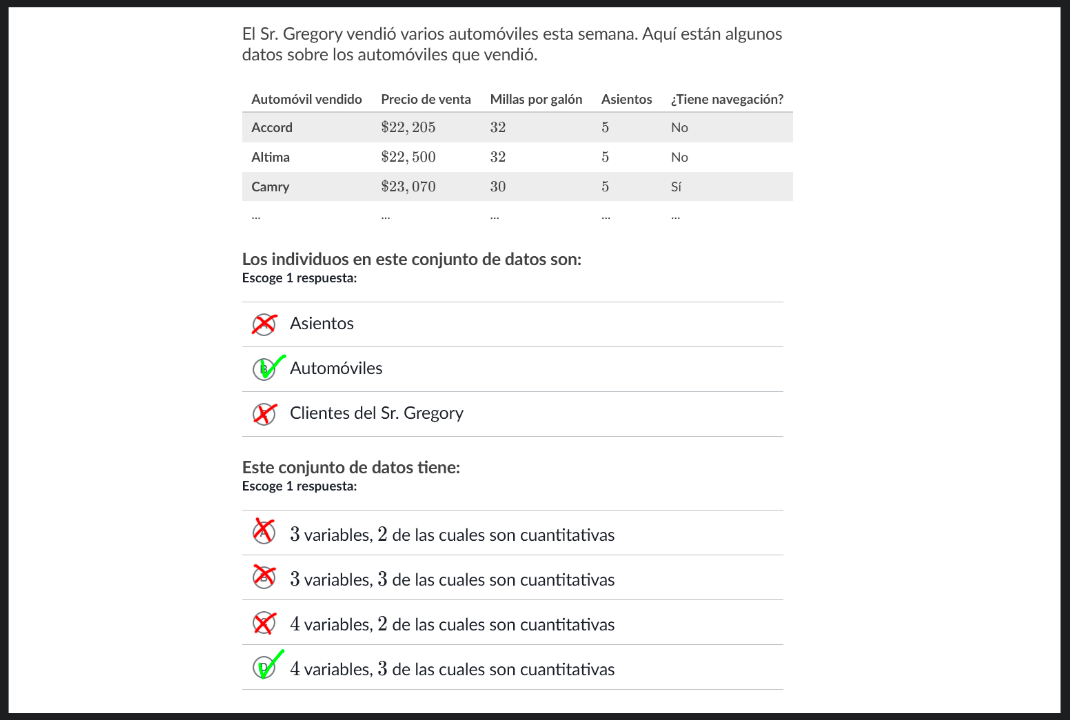 El Sr. Gregory vendió varios automóviles esta semana. Aquí están algunos
datos sobre los automóviles que vendió.
Automóvil vendido Precio de venta Millas por galón Asientos ¿Tiene navegación?
Accord $22,205 32 5 No
Altima $22,500 32 5 No
Camry $23,070 30 5 Sí
... ... ... ... ...
Los individuos en este conjunto de datos son:
Escoge 1 respuesta:
Asientos
B Automóviles
Clientes del Sr. Gregory
Este conjunto de datos tiene:
Escoge 1 respuesta:
A 3 variables, 2 de las cuales son cuantitativas
B 3 variables, 3 de las cuales son cuantitativas
4 variables, 2 de las cuales son cuantitativas
D 4 variables, 3 de las cuales son cuantitativas